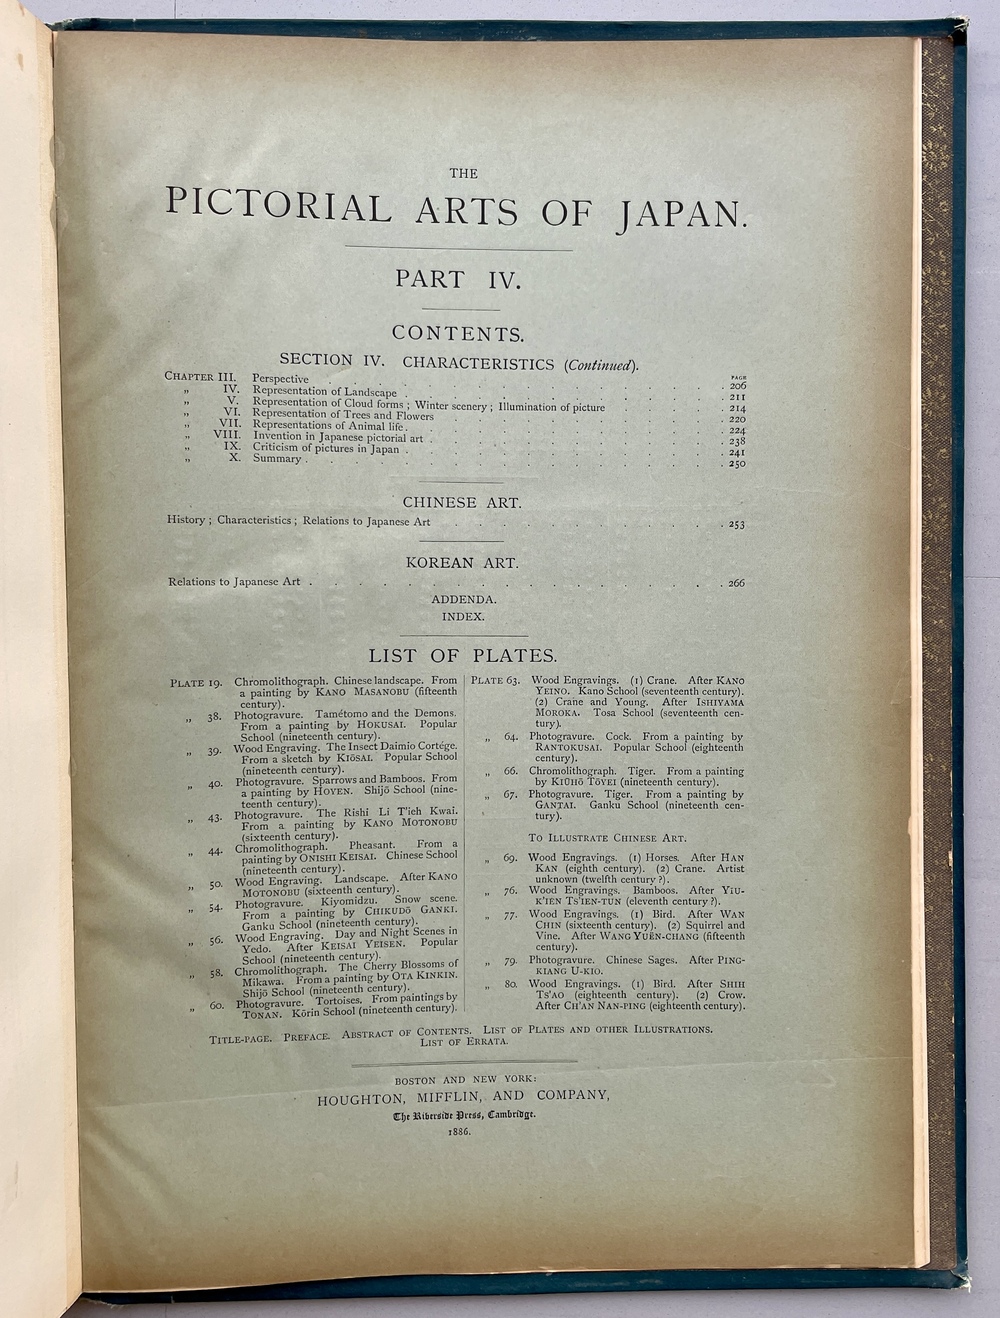 THE
PICTORIAL ARTS OF JAPAN.
PART IV.
CONTENTS.
SECTION IV. CHARACTERISTICS (Continued).
PAGE
CHAPTER III. Perspective . . . . . . . . . . . . . . . . 206
„ IV. Representation of Landscape . . . . . . . . . . . . 211
„ V. Representation of Cloud forms ; Winter scenery ; Illumination of picture . . . . . 214
„ VI. Representation of Trees and Flowers . . . . . . . . . . . 220
„ VII. Representations of Animal life . . . . . . . . . . . . 224
„ VIII. Invention in Japanese pictorial art . . . . . . . . . . . 238
„ IX. Criticism of pictures in Japan . . . . . . . . . . . . 241
„ X. Summary . . . . . . . . . . . . . . . . 250
CHINESE ART.
History ; Characteristics ; Relations to Japanese Art . . . . . . . . . . . 253
KOREAN ART.
Relations to Japanese Art . . . . . . . . . . . . . . . . 266
ADDENDA.
INDEX.
LIST OF PLATES.
PLATE 19. Chromolithograph. Chinese landscape. From
a painting by KANO MASANOBU (fifteenth
century).
„ 38. Photogravure. Tamétomo and the Demons.
From a painting by HOKUSAI. Popular
School (nineteenth century).
„ 39. Wood Engraving. The Insect Daimio Cortége.
From a sketch by KIŌSAI. Popular School
(nineteenth century).
„ 40. Photogravure. Sparrows and Bamboos. From
a painting by HOYEN. Shijō School (nine-
teenth century).
„ 43. Photogravure. The Rishi Li T'ieh Kwai.
From a painting by KANO MOTONOBU
(sixteenth century).
„ 44. Chromolithograph. Pheasant. From a
painting by ONISHI KEISAI. Chinese School
(nineteenth century).
„ 50. Wood Engraving. Landscape. After KANO
MOTONOBU (sixteenth century).
„ 54. Photogravure. Kiyomidzu. Snow scene.
From a painting by CHIKUDŌ GANKI.
Ganku School (nineteenth century).
„ 56. Wood Engraving. Day and Night Scenes in
Yedo. After KEISAI YEISEN. Popular
School (nineteenth century).
„ 58. Chromolithograph. The Cherry Blossoms of
Mikawa. From a painting by OTA KINKIN.
Shijō School (nineteenth century).
„ 60. Photogravure. Tortoises. From paintings by
TONAN. Kōrin School (nineteenth century).
PLATE 63. Wood Engravings. (1) Crane. After KANO
YEINO. Kano School (seventeenth century).
(2) Crane and Young. After ISHIYAMA
MOROKA. Tosa School (seventeenth cen-
tury).
„ 64. Photogravure. Cock. From a painting by
RANTOKUSAI. Popular School (eighteenth
century).
„ 66. Chromolithograph. Tiger. From a painting
by KIŪHŌ TŌYEI (nineteenth century).
„ 67. Photogravure. Tiger. From a painting by
GANTAI. Ganku School (nineteenth cen-
tury).
TO ILLUSTRATE CHINESE ART.
„ 69. Wood Engravings. (1) Horses. After HAN
KAN (eighth century). (2) Crane. Artist
unknown (twelfth century ?).
„ 76. Wood Engravings. Bamboos. After YIU-
K'IEN TS'IEN-TUN (eleventh century ?).
„ 77. Wood Engravings. (1) Bird. After WAN
CHIN (sixteenth century). (2) Squirrel and
Vine. After WANG YUËN-CHANG (fifteenth
century).
„ 79. Photogravure. Chinese Sages. After PING-
KIANG U-KIO.
„ 80. Wood Engravings. (1) Bird. After SHIH
TS'AO (eighteenth century). (2) Crow.
After CH'AN NAN-PING (eighteenth century).
TITLE-PAGE. PREFACE. ABSTRACT OF CONTENTS. LIST OF PLATES AND OTHER ILLUSTRATIONS.
LIST OF ERRATA.
BOSTON AND NEW YORK:
HOUGHTON, MIFFLIN, AND COMPANY,
The Riverside Press, Cambridge.
1886.